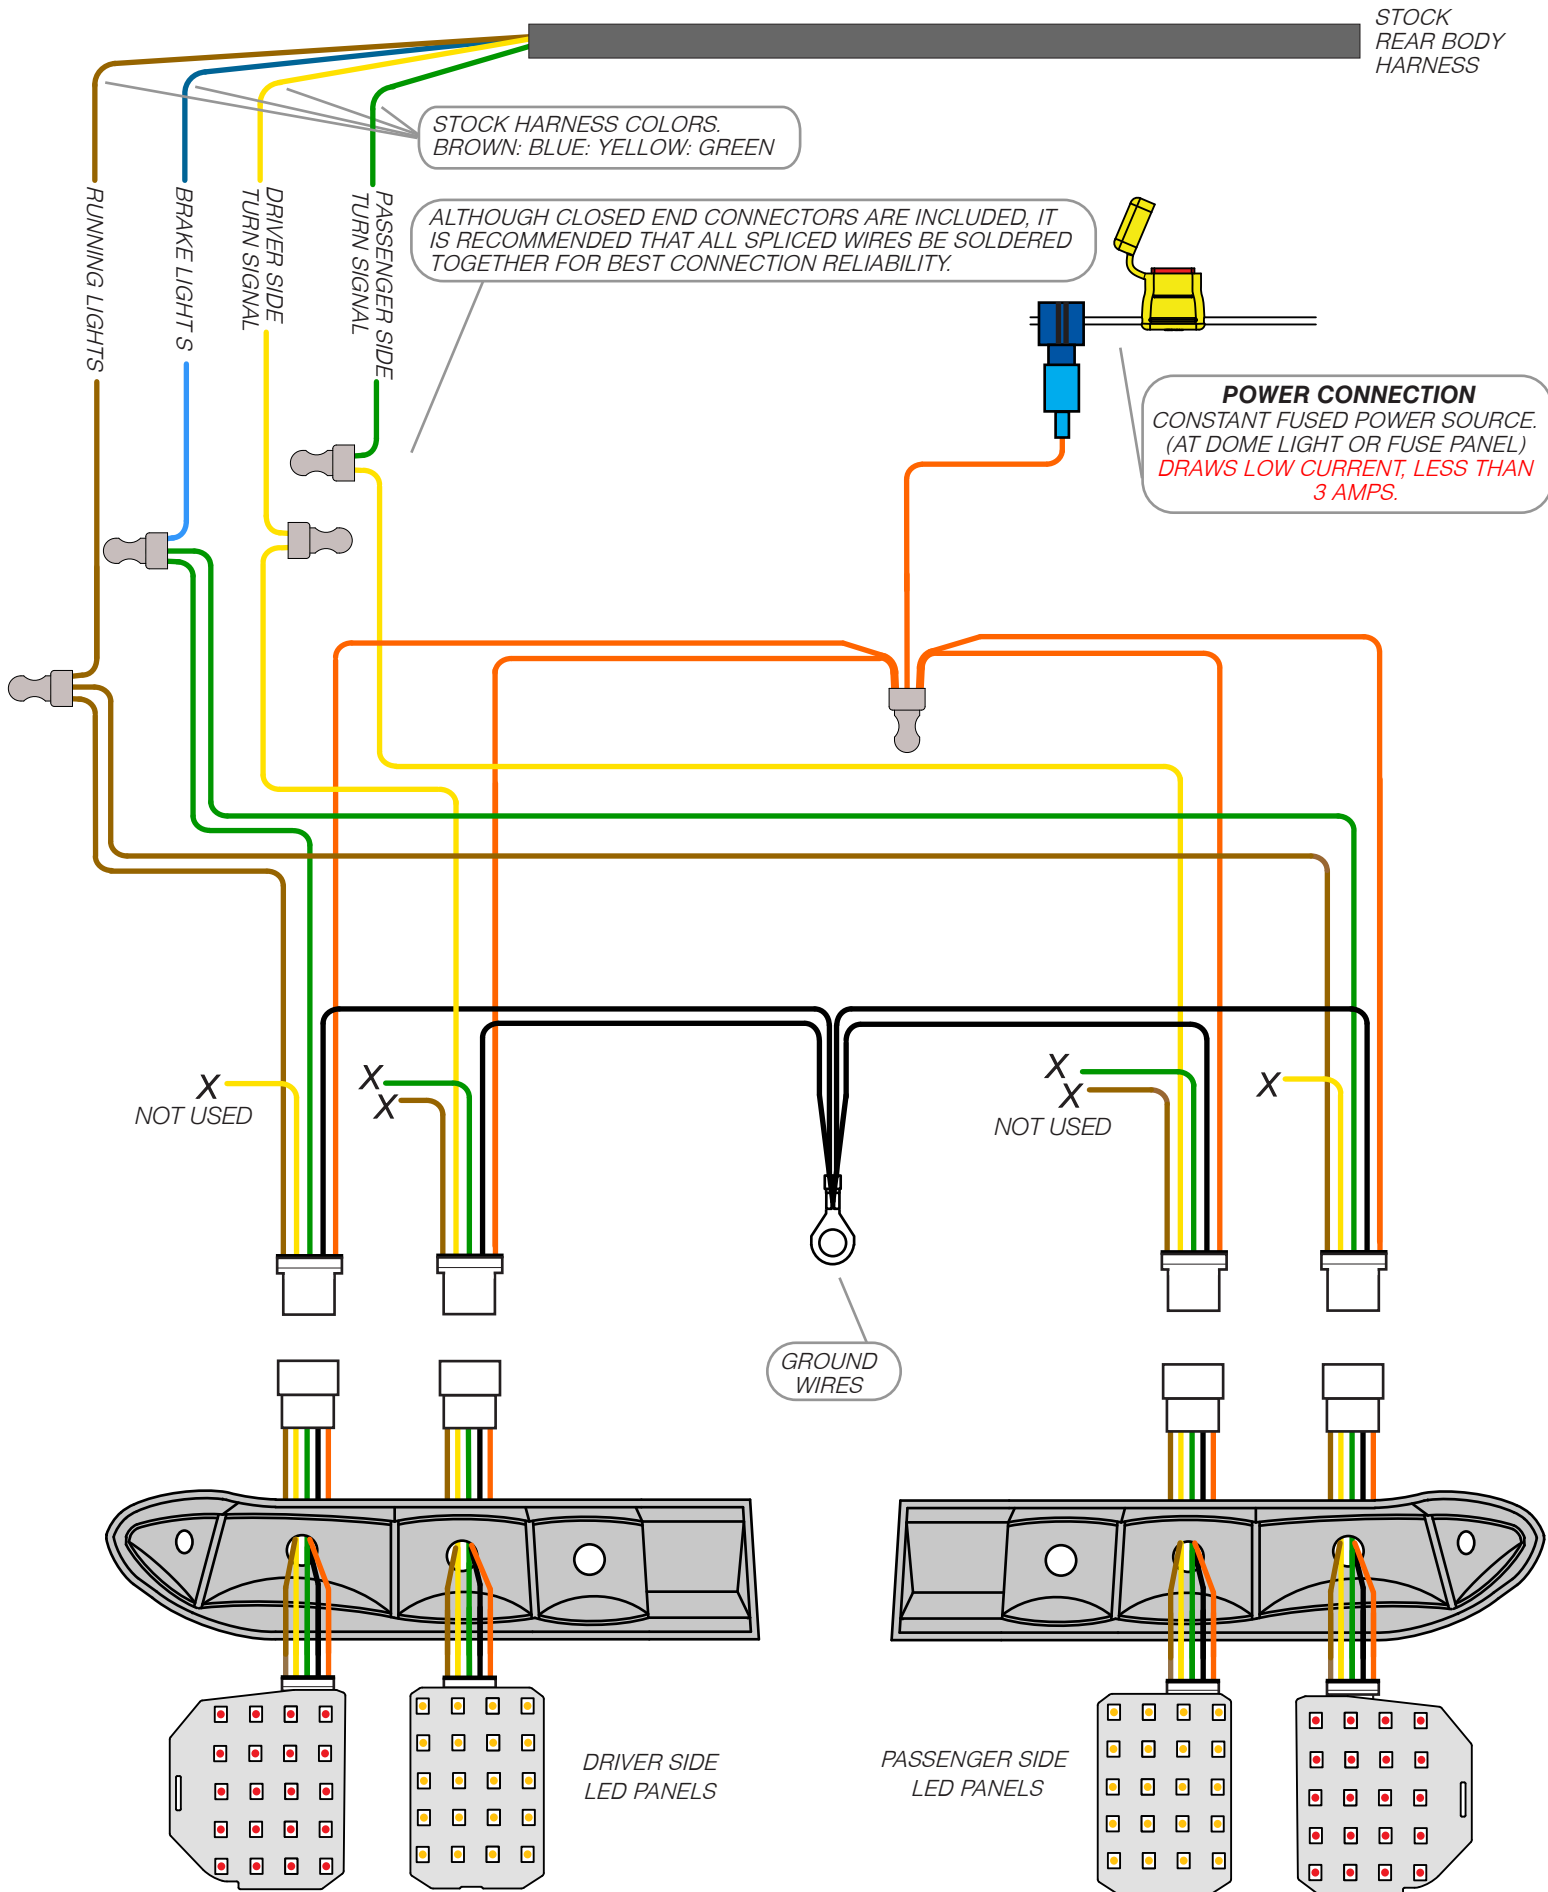 STOCK
REAR BODY
HARNESS
STOCK HARNESS COLORS.
BROWN: BLUE: YELLOW: GREEN
RUNNING LIGHTS
BRAKE LIGHTS
DRIVER SIDE
TURN SIGNAL
PASSENGER SIDE
TURN SIGNAL
ALTHOUGH CLOSED END CONNECTORS ARE INCLUDED, IT
IS RECOMMENDED THAT ALL SPLICED WIRES BE SOLDERED
TOGETHER FOR BEST CONNECTION RELIABILITY.
POWER CONNECTION
CONSTANT FUSED POWER SOURCE.
(AT DOME LIGHT OR FUSE PANEL)
DRAWS LOW CURRENT, LESS THAN
3 AMPS.
X
NOT USED
X
X
X
X
NOT USED
X
GROUND
WIRES
DRIVER SIDE
LED PANELS
PASSENGER SIDE
LED PANELS